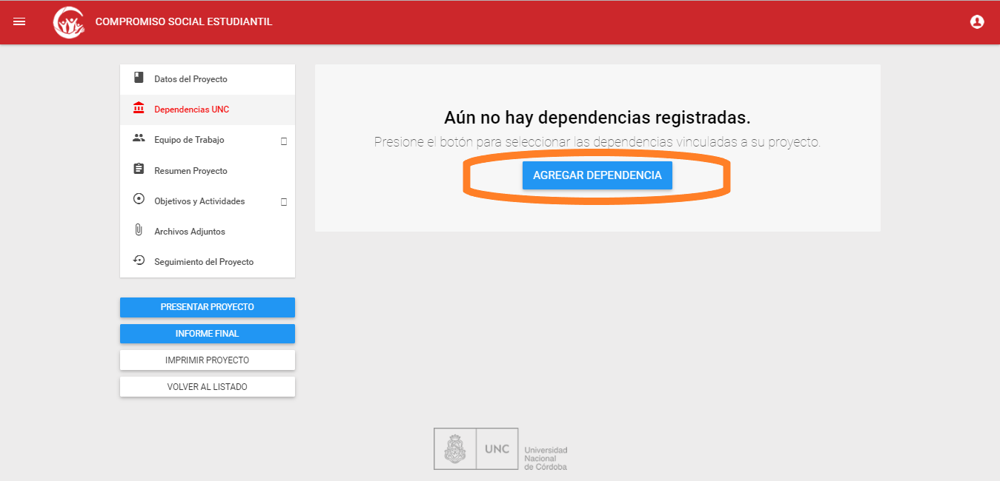 COMPROMISO SOCIAL ESTUDIANTIL
Datos del Proyecto
Dependencias UNC
Equipo de Trabajo
Resumen Proyecto
Objetivos y Actividades
Archivos Adjuntos
Seguimiento del Proyecto
PRESENTAR PROYECTO
INFORME FINAL
IMPRIMIR PROYECTO
VOLVER AL LISTADO
Aún no hay dependencias registradas.
Presione el botón para seleccionar las dependencias vinculadas a su proyecto.
AGREGAR DEPENDENCIA
UNC
Universidad
Nacional
de Córdoba